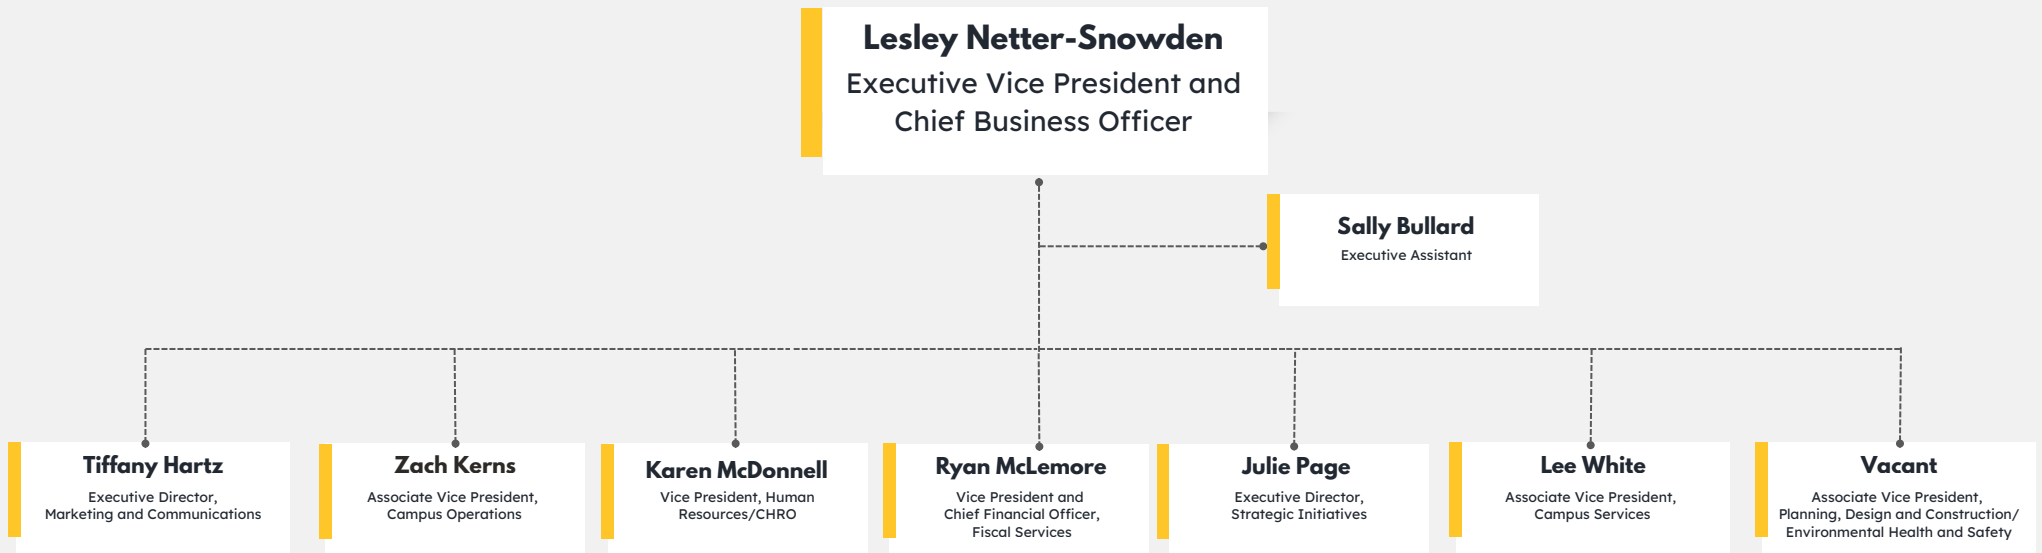 Lesley Netter-Snowden
Executive Vice President and
Chief Business Officer
Sally Bullard
Executive Assistant
Tiffany Hartz
Executive Director,
Marketing and Communications
Zach Kerns
Associate Vice President,
Campus Operations
Karen McDonnell
Vice President, Human
Resources/CHRO
Ryan McLemore
Vice President and
Chief Financial Officer,
Fiscal Services
Julie Page
Executive Director,
Strategic Initiatives
Lee White
Associate Vice President,
Campus Services
Vacant
Associate Vice President,
Planning, Design and Construction/
Environmental Health and Safety